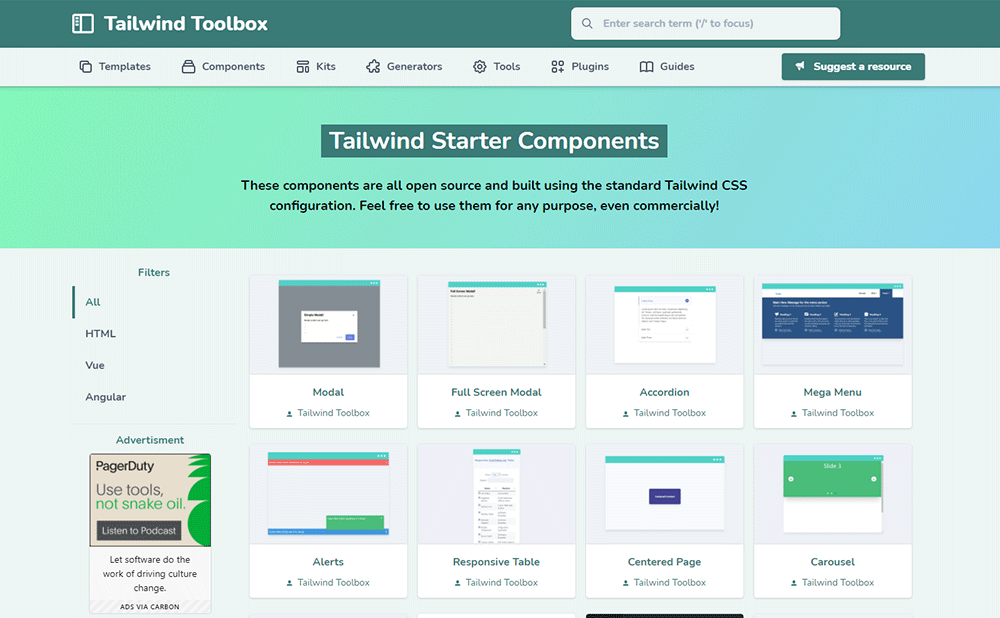 Tailwind Toolbox
Enter search term ('/' to focus)
Templates
Components
Kits
Generators
Tools
Plugins
Guides
Suggest a resource
Tailwind Starter Components
These components are all open source and built using the standard Tailwind CSS
configuration. Feel free to use them for any purpose, even commercially!
Filters
All
HTML
Vue
Angular
Advertisment
PagerDuty
Use tools,
not snake oil.
Listen to Podcast
Let software do the
work of driving culture
change.
ADS VIA CARBON
Simple Modal!
Modal
Tailwind Toolbox
Full Screen Modal!
Full Screen Modal
Tailwind Toolbox
Accordion
Tailwind Toolbox
Mega Menu
Tailwind Toolbox
Alerts
Tailwind Toolbox
Responsive Table
Tailwind Toolbox
Centered Page
Tailwind Toolbox
Slide 3
Carousel
Tailwind Toolbox